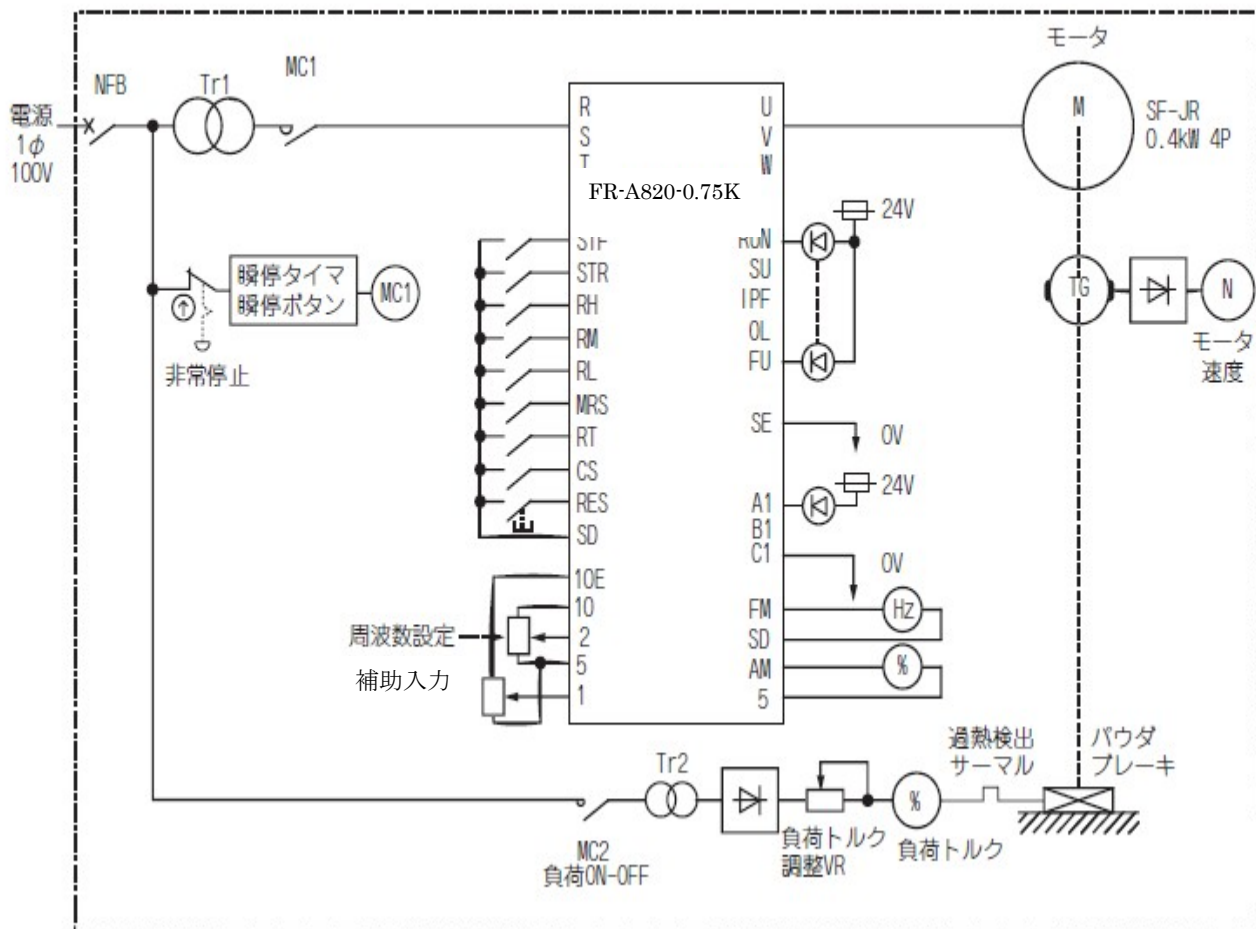 電源
1φ
100V
NFB
Tr1
MC1
R
S
T
FR-A820-0.75K
U
V
W
モータ
M
SF-JR
0.4kW 4P
瞬停タイマ
瞬停ボタン
MC1
非常停止
STF
STR
RH
RM
RL
MRS
RT
CS
RES
SD
10E
10
2
5
1
周波数設定
補助入力
RUN
SU
IPF
OL
FU
24V
SE
0V
24V
A1
B1
C1
0V
FM
Hz
SD
AM
%
5
TG
N
モータ
速度
MC2
負荷ON-OFF
Tr2
負荷トルク
調整VR
%
負荷トルク
過熱検出
サーマル
パウダ
ブレーキ